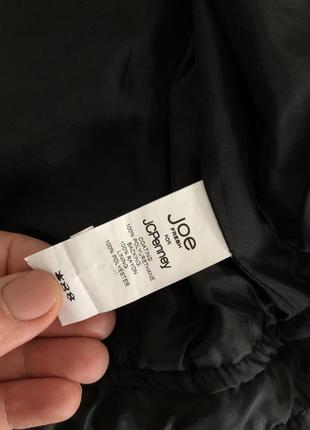 JOE
FRESH
FOR
JCPenney
COATING
100% POLYURETHANE
BACKING
100% RAYON
LINING
100% POLYESTER